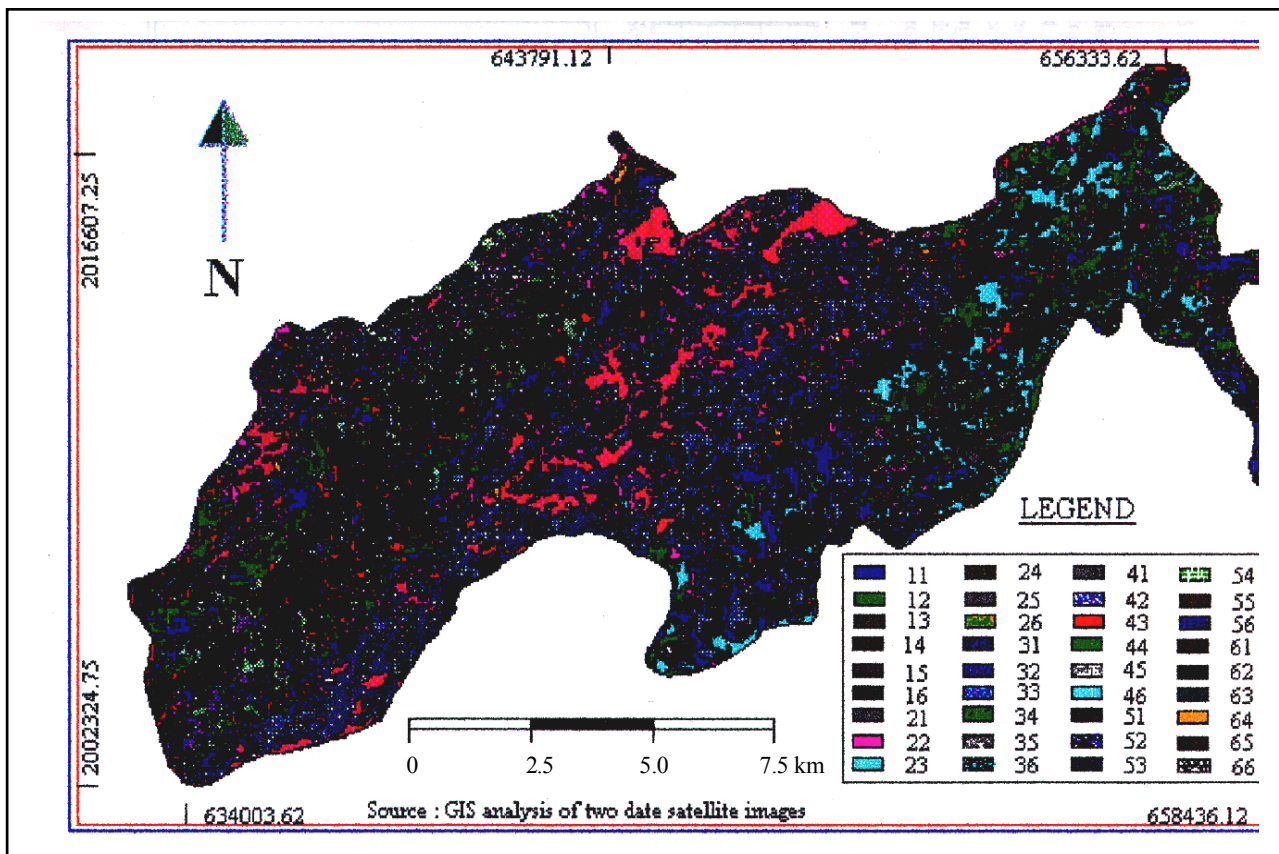 643791.12 656333.62
2016607.25
N
2002324.75
LEGEND
11 24 41 54
12 25 42 55
13 26 43 56
14 31 44 61
15 32 45 62
16 33 46 63
21 34 51 64
22 35 52 65
23 36 53 66
0 2.5 5.0 7.5 km
634003.62 Source : GIS analysis of two date satellite images 658436.12